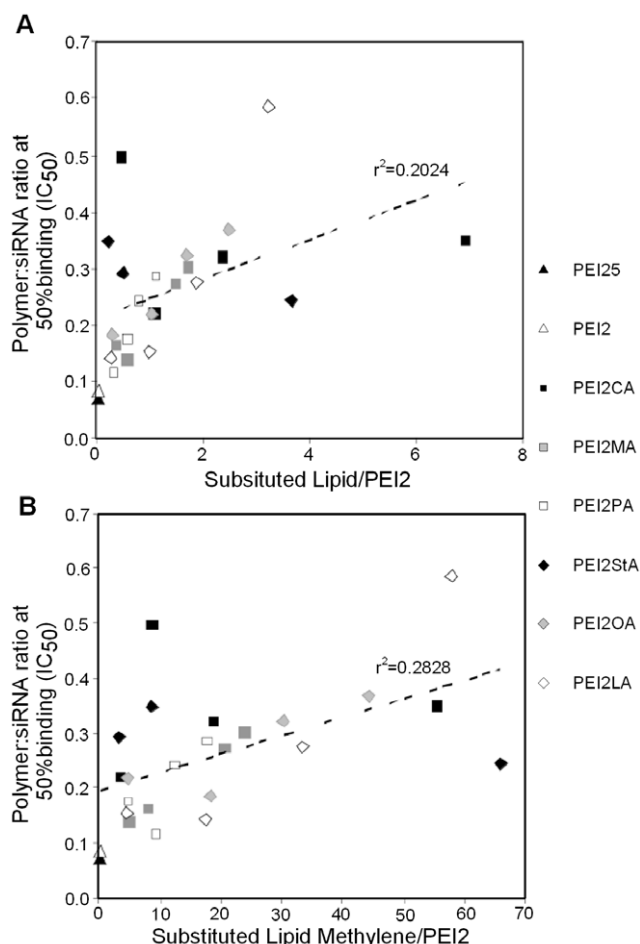 A
0.7
0.6
0.5
0.4
0.3
0.2
0.1
0.0
Polymer:siRNA ratio at
50%binding (IC50)
r²=0.2024
0 2 4 6 8
Subsituted Lipid/PEI2
PEI25
PEI2
PEI2CA
PEI2MA
PEI2PA
PEI2StA
PEI2OA
PEI2LA
B
0.7
0.6
0.5
0.4
0.3
0.2
0.1
0.0
Polymer:siRNA ratio at
50%binding (IC50)
r²=0.2828
0 10 20 30 40 50 60 70
Substituted Lipid Methylene/PEI2